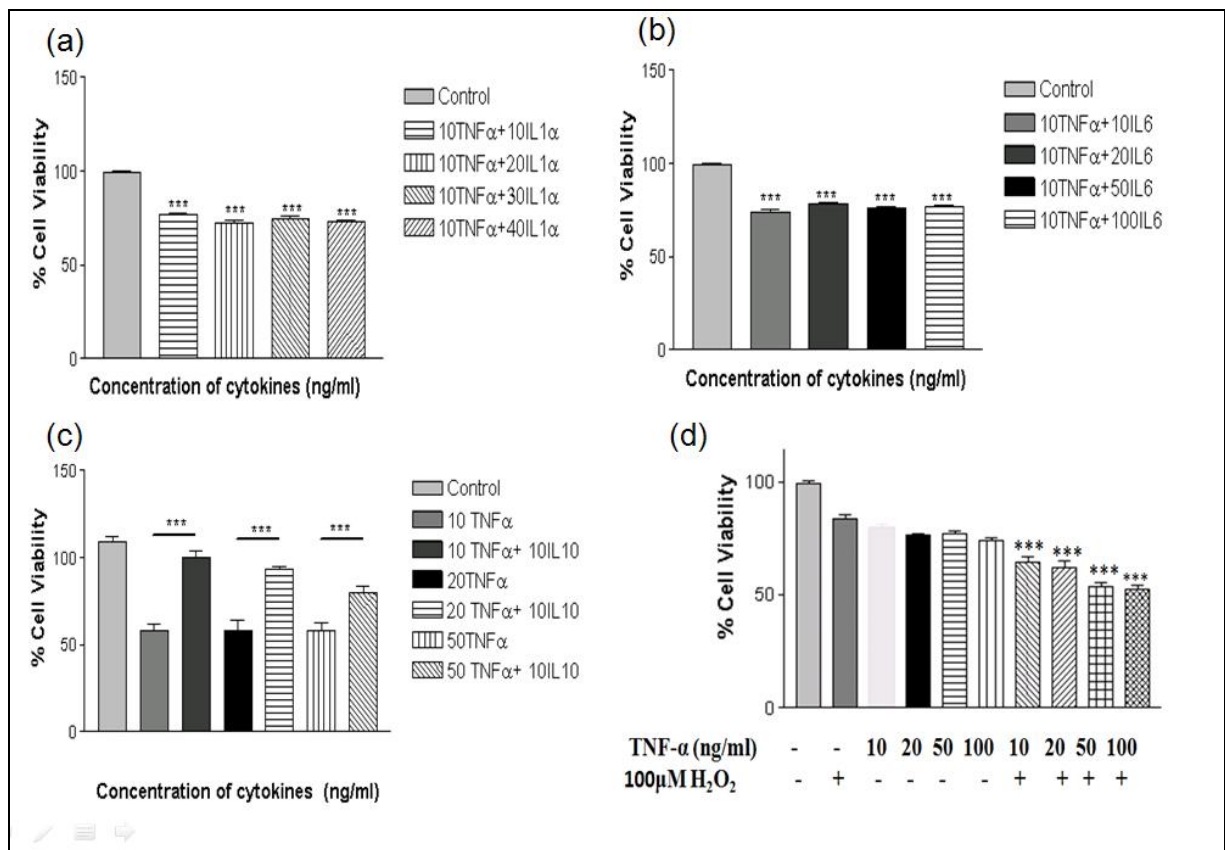 (a)
150
100
50
0
% Cell Viability
***
***
***
***
Control
10TNFα+10IL1α
10TNFα+20IL1α
10TNFα+30IL1α
10TNFα+40IL1α
Concentration of cytokines (ng/ml)
(b)
150
100
50
0
% Cell Viability
***
***
***
***
Control
10TNFα+10IL6
10TNFα+20IL6
10TNFα+50IL6
10TNFα+100IL6
Concentration of cytokines (ng/ml)
(c)
150
100
50
0
% Cell Viability
***
***
***
Control
10 TNFα
10 TNFα+ 10IL10
20TNFα
20 TNFα+ 10IL10
50TNFα
50 TNFα+ 10IL10
Concentration of cytokines (ng/ml)
(d)
100
50
0
% Cell Viability
***
***
***
***
TNF-α (ng/ml) - - 10 20 50 100 10 20 50 100
100µM H₂O₂ - + - - - - + + + +